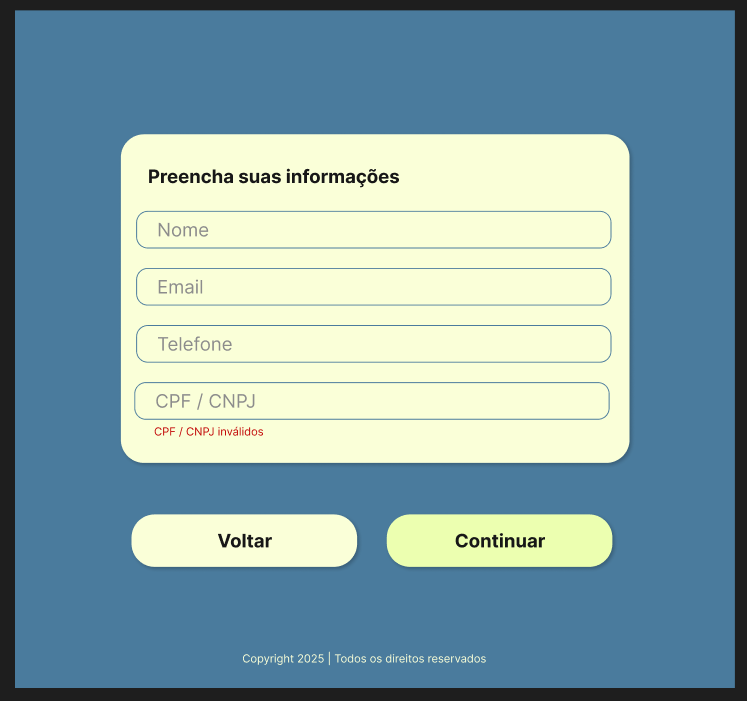 Preencha suas informações
Nome
Email
Telefone
CPF / CNPJ
CPF / CNPJ inválidos
Voltar
Continuar
Copyright 2025 | Todos os direitos reservados